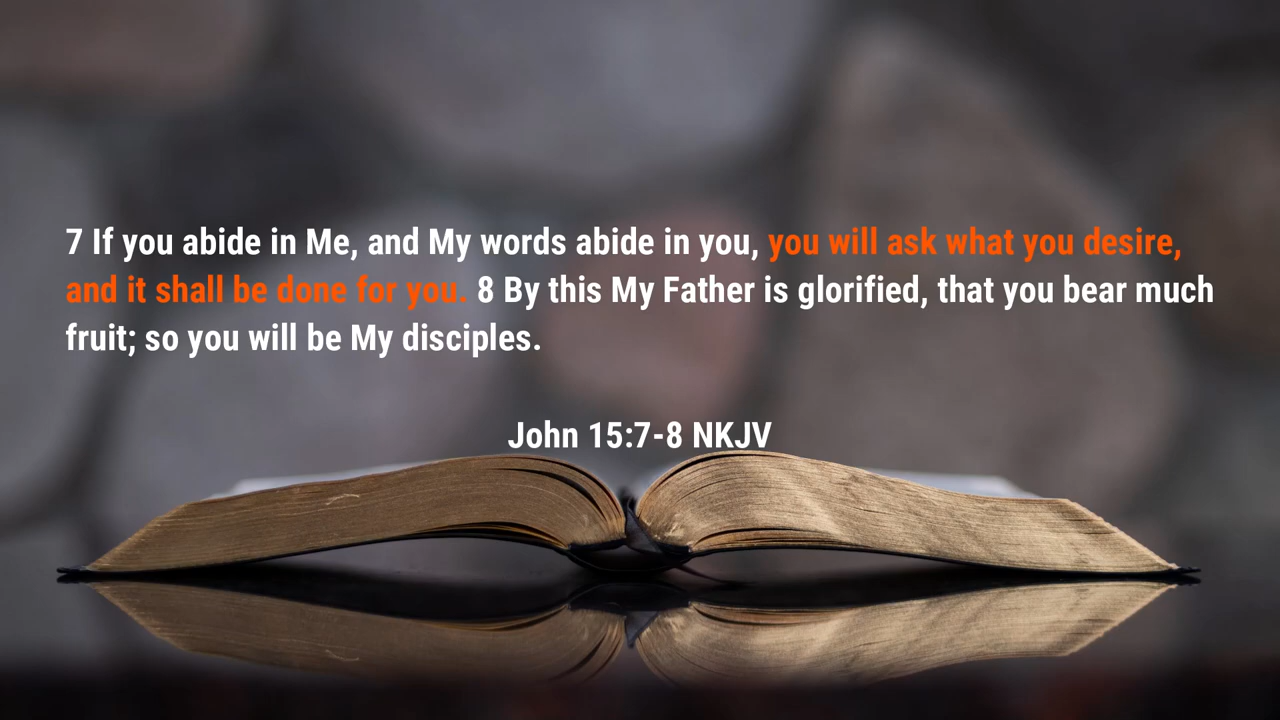 7 If you abide in Me, and My words abide in you, you will ask what you desire,
and it shall be done for you. 8 By this My Father is glorified, that you bear much
fruit; so you will be My disciples.
John 15:7-8 NKJV